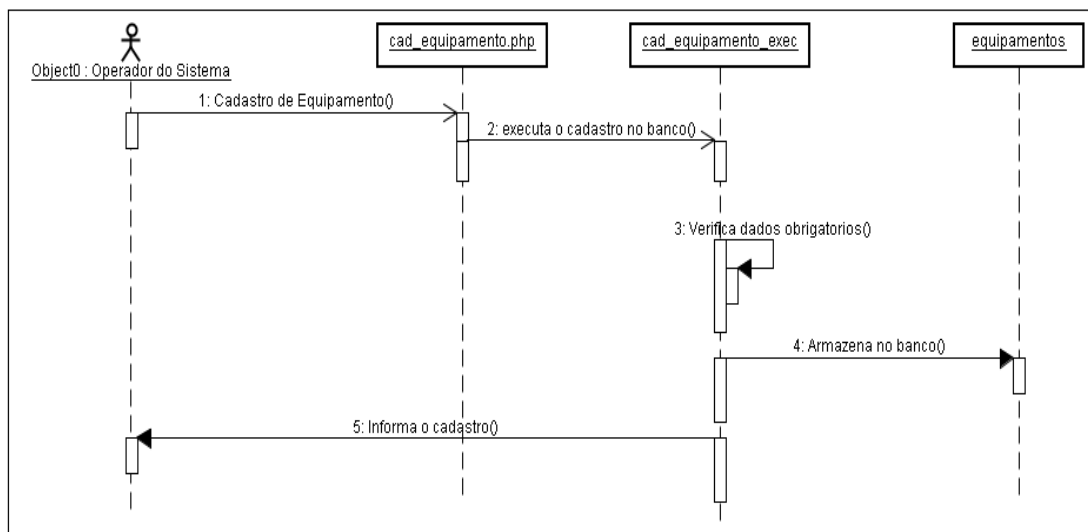 cad_equipamento.php
cad_equipamento_exec
equipamentos
Object0 : Operador do Sistema
1: Cadastro de Equipamento()
2: executa o cadastro no banco()
3: Verifica dados obrigatorios()
4: Armazena no banco()
5: Informa o cadastro()